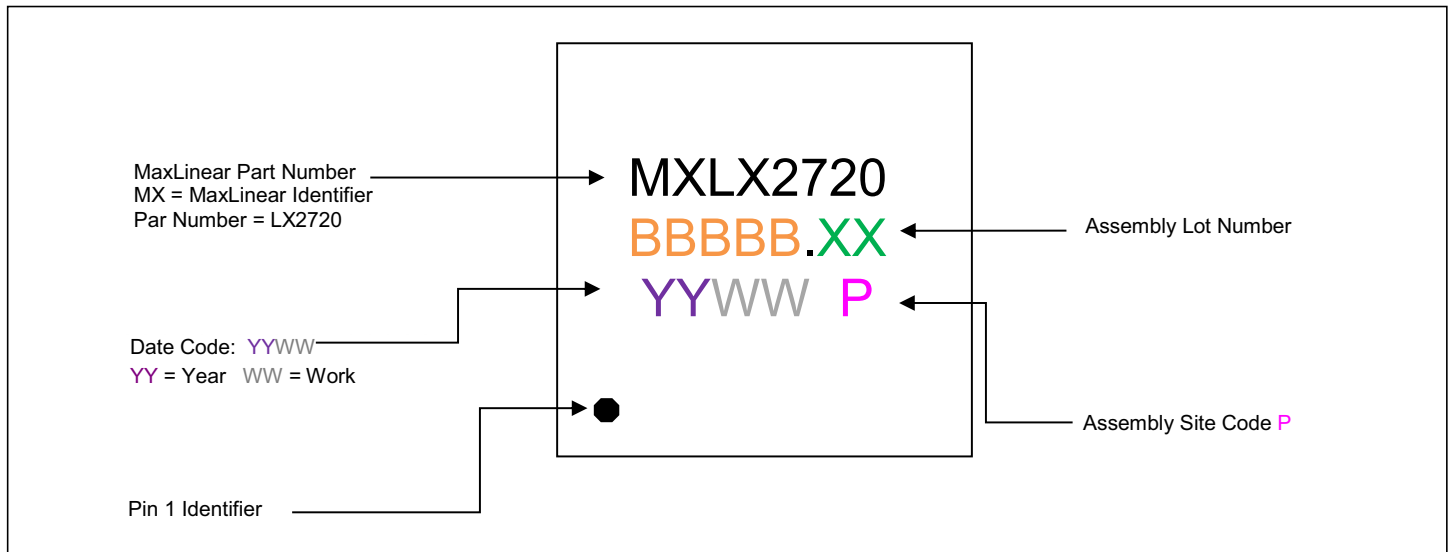 MaxLinear Part Number
MX = MaxLinear Identifier
Par Number = LX2720
MXLX2720
BBBBB.XX
YYWW P
Assembly Lot Number
Date Code: YYWW
YY = Year WW = Work
Assembly Site Code P
Pin 1 Identifier